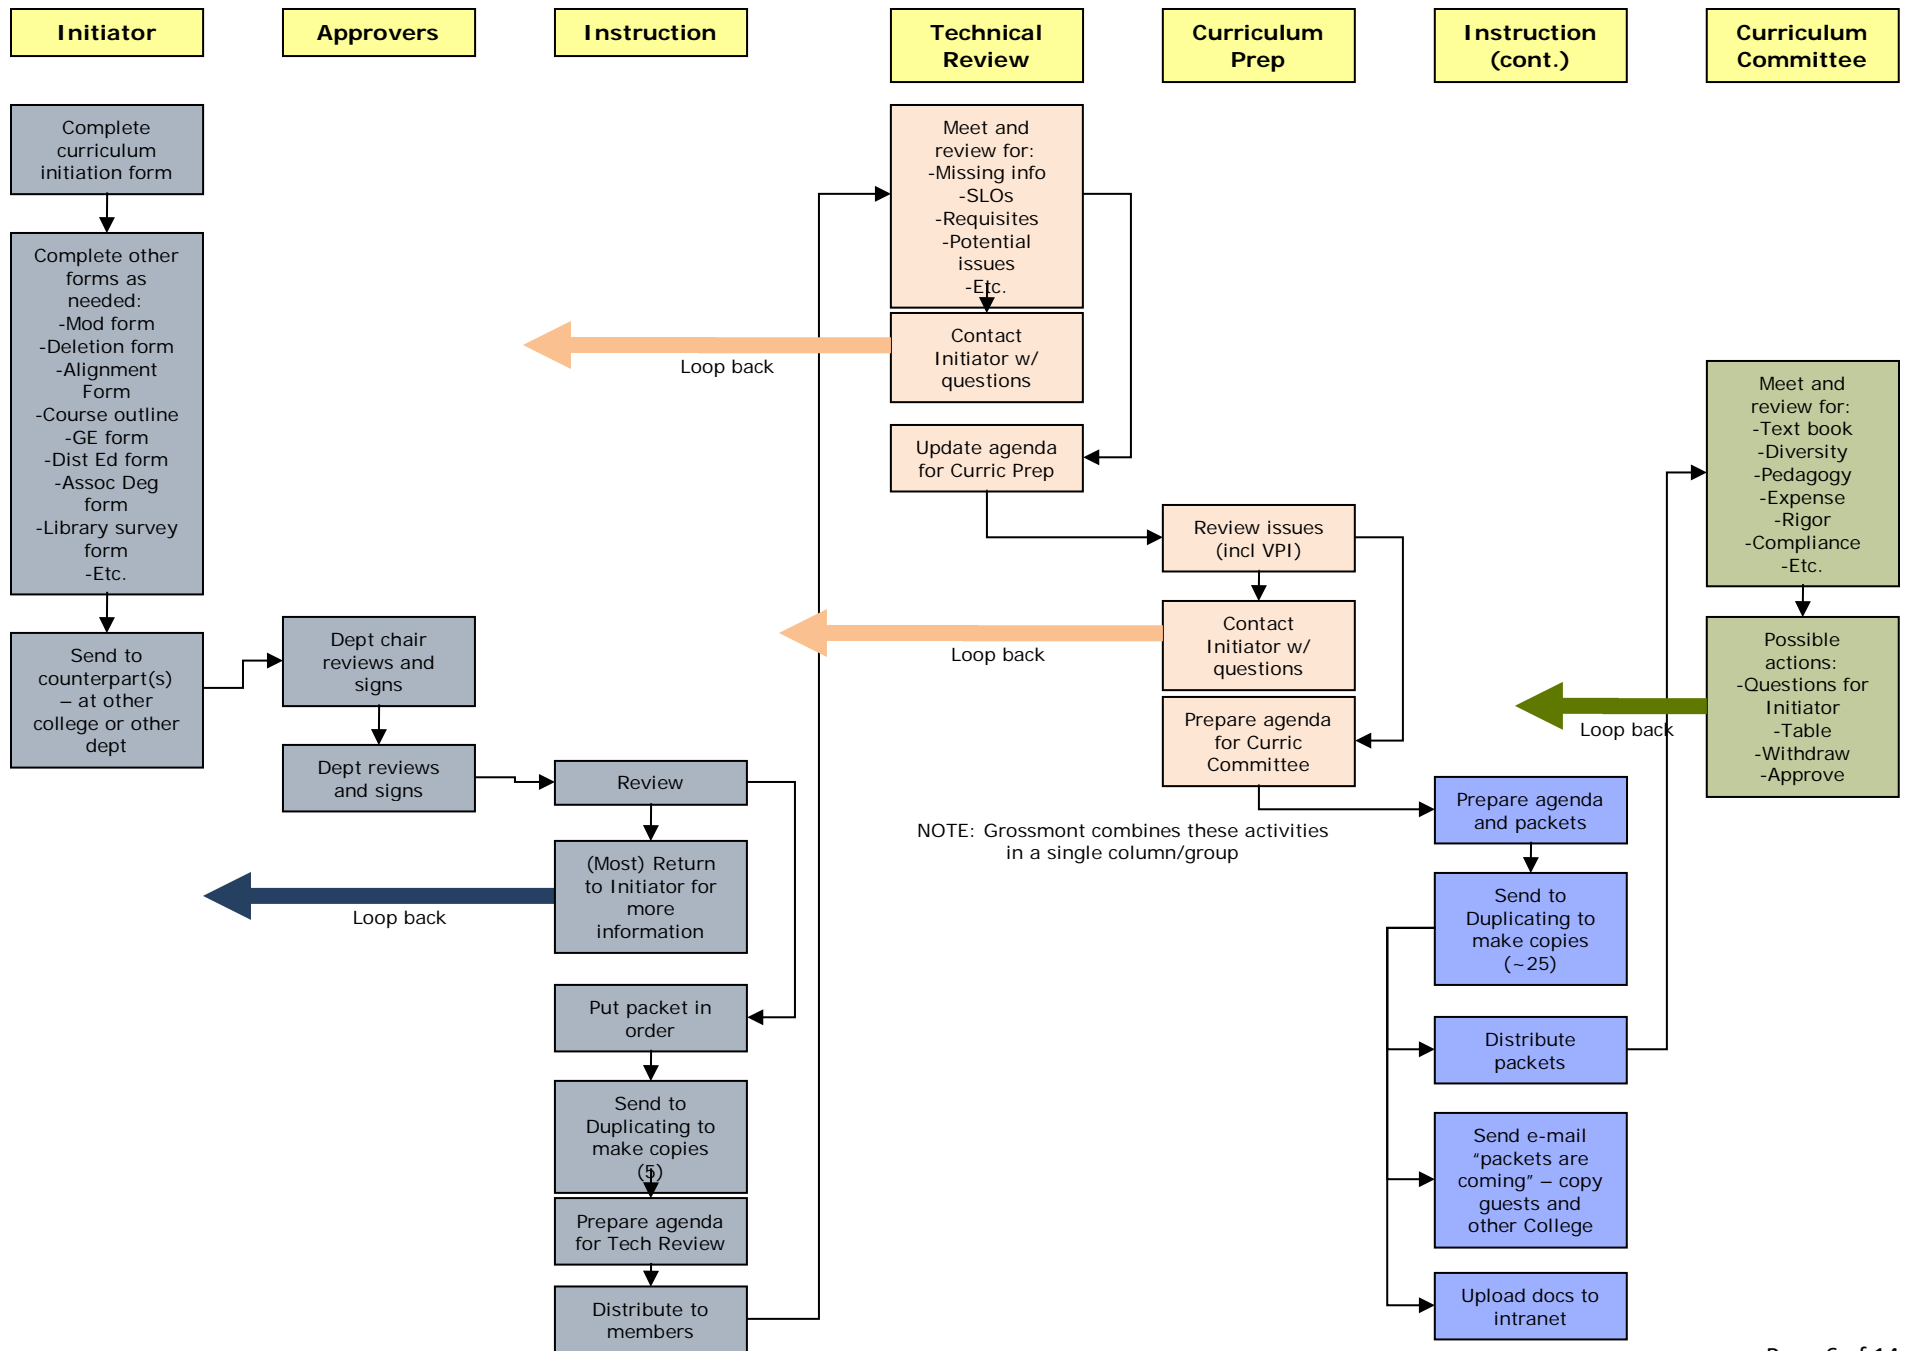 Initiator
Approvers
Instruction
Technical
Review
Curriculum
Prep
Instruction
(cont.)
Curriculum
Committee
Complete
curriculum
initiation form
Complete other
forms as
needed:
-Mod form
-Deletion form
-Alignment
Form
-Course outline
-GE form
-Dist Ed form
-Assoc Deg
form
-Library survey
form
-Etc.
Send to
counterpart(s)
– at other
college or other
dept
Dept chair
reviews and
signs
Dept reviews
and signs
Review
(Most) Return
to Initiator for
more
information
Loop back
Put packet in
order
Send to
Duplicating to
make copies
(5)
Prepare agenda
for Tech Review
Distribute to
members
Meet and
review for:
-Missing info
-SLOs
-Requisites
-Potential
issues
-Etc.
Contact
Initiator w/
questions
Loop back
Update agenda
for Curric Prep
Review issues
(incl VPI)
Contact
Initiator w/
questions
Loop back
Prepare agenda
for Curric
Committee
NOTE: Grossmont combines these activities
in a single column/group
Prepare agenda
and packets
Send to
Duplicating to
make copies
(~25)
Distribute
packets
Send e-mail
“packets are
coming” – copy
guests and
other College
Upload docs to
intranet
Meet and
review for:
-Text book
-Diversity
-Pedagogy
-Expense
-Rigor
-Compliance
-Etc.
Possible
actions:
-Questions for
Initiator
-Table
-Withdraw
-Approve
Loop back